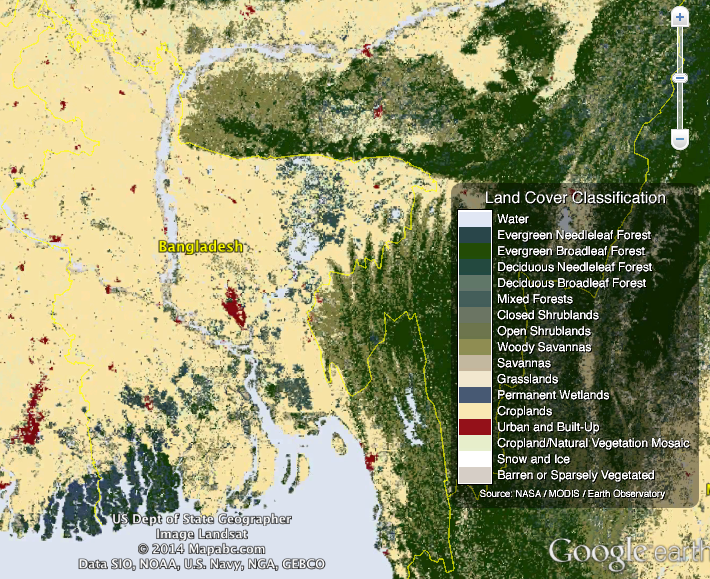 +
−
Land Cover Classification
Water
Evergreen Needleleaf Forest
Evergreen Broadleaf Forest
Deciduous Needleleaf Forest
Deciduous Broadleaf Forest
Mixed Forests
Closed Shrublands
Open Shrublands
Woody Savannas
Savannas
Grasslands
Permanent Wetlands
Croplands
Urban and Built-Up
Cropland/Natural Vegetation Mosaic
Snow and Ice
Barren or Sparsely Vegetated
Source: NASA / MODIS / Earth Observatory
Bangladesh
US Dept of State Geographer
Image Landsat
© 2014 Mapabc.com
Data SIO, NOAA, U.S. Navy, NGA, GEBCO
Google earth